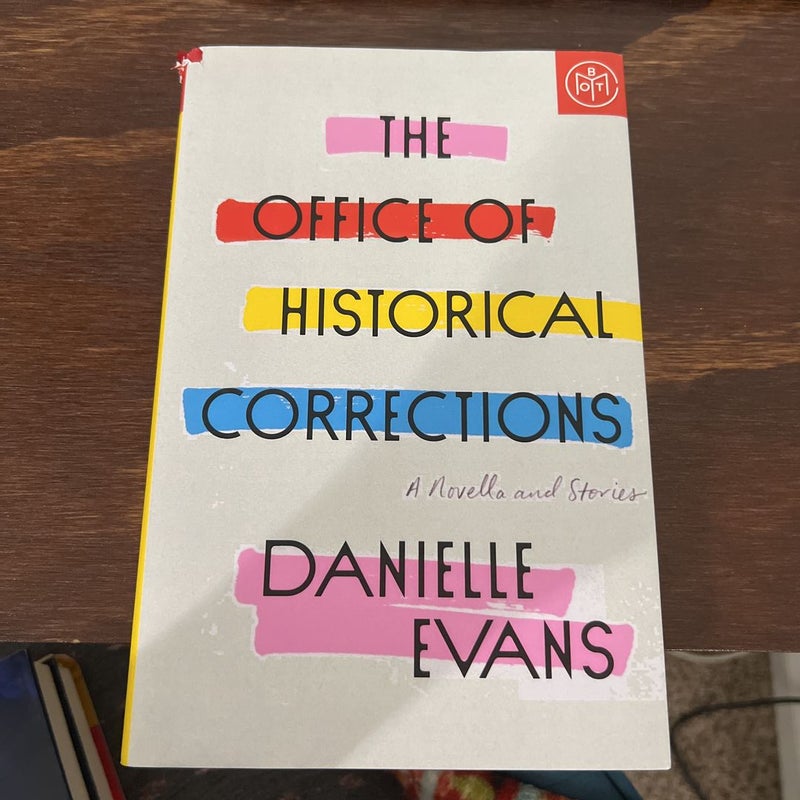 BOTM
THE
OFFICE OF
HISTORICAL
CORRECTIONS
A Novella and Stories
DANIELLE
EVANS